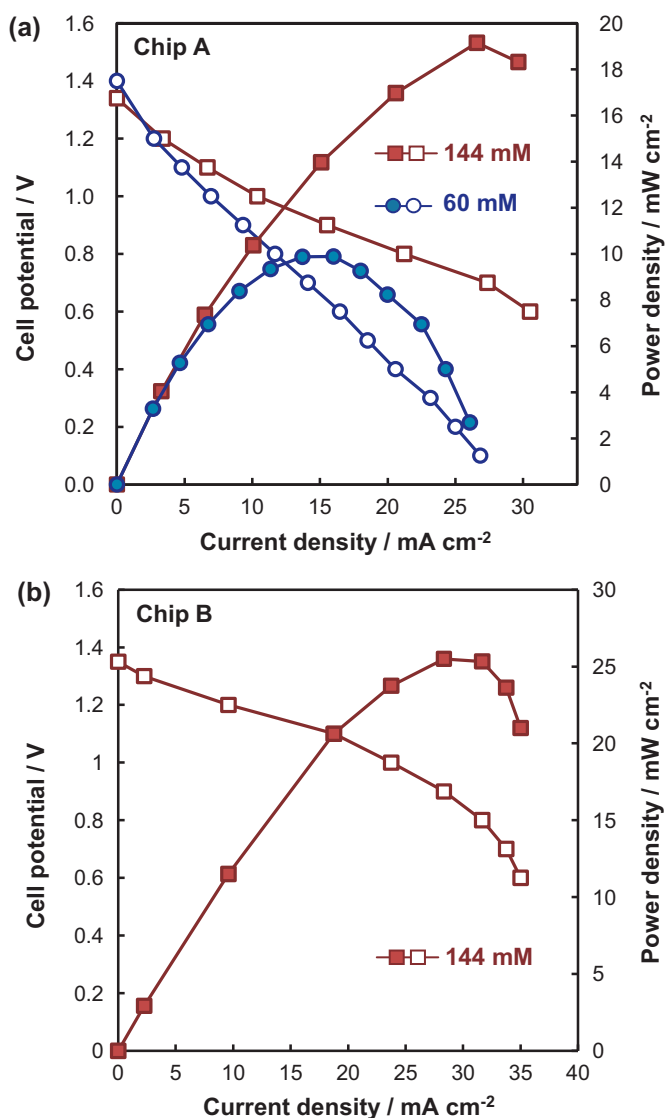 (a)
Chip A
Cell potential / V
1.6
1.4
1.2
1.0
0.8
0.6
0.4
0.2
0.0
144 mM
60 mM
20
18
16
14
12
10
8
6
4
2
0
Power density / mW cm-2
0 5 10 15 20 25 30
Current density / mA cm-2
(b)
Chip B
Cell potential / V
1.6
1.4
1.2
1
0.8
0.6
0.4
0.2
0
144 mM
30
25
20
15
10
5
0
Power density / mW cm-2
0 5 10 15 20 25 30 35 40
Current density / mA cm-2